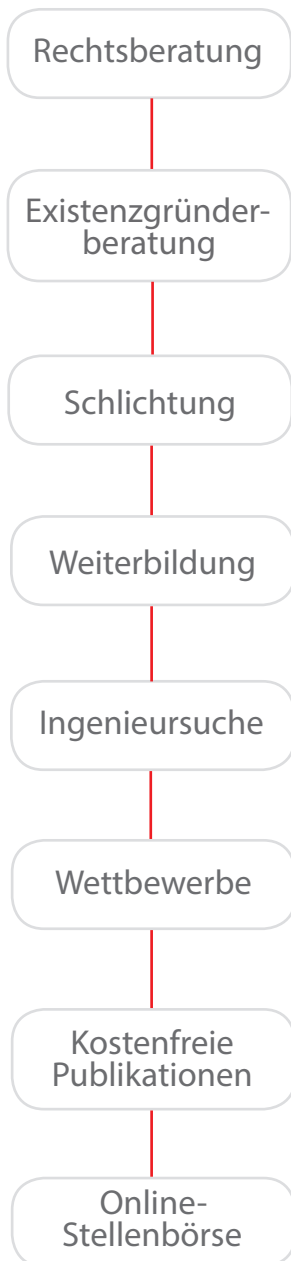 Rechtsberatung
Existenzgründer-
beratung
Schlichtung
Weiterbildung
Ingenieursuche
Wettbewerbe
Kostenfreie
Publikationen
Online-
Stellenbörse